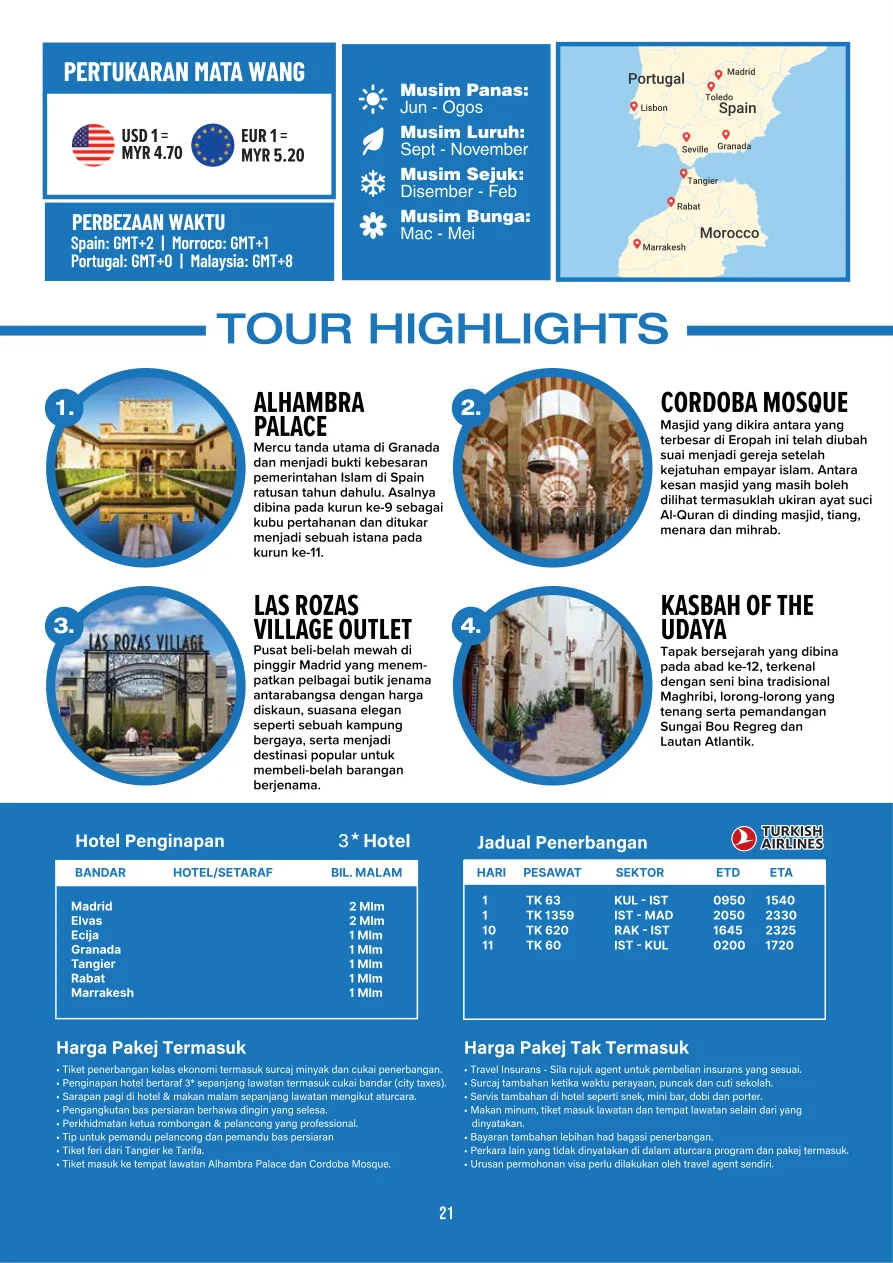 PERTUKARAN MATA WANG
USD 1 =
MYR 4.70
EUR 1 =
MYR 5.20
PERBEZAAN WAKTU
Spain: GMT+2 | Morroco: GMT+1
Portugal: GMT+0 | Malaysia: GMT+8
Musim Panas:
Jun - Ogos
Musim Luruh:
Sept - November
Musim Sejuk:
Disember - Feb
Musim Bunga:
Mac - Mei
Portugal
Madrid
Toledo
Lisbon
Spain
Seville
Granada
Tangier
Rabat
Morocco
Marrakesh
TOUR HIGHLIGHTS
1.
ALHAMBRA
PALACE
Mercu tanda utama di Granada
dan menjadi bukti kebesaran
pemerintahan Islam di Spain
ratusan tahun dahulu. Asalnya
dibina pada kurun ke-9 sebagai
kubu pertahanan dan ditukar
menjadi sebuah istana pada
kurun ke-11.
2.
CORDOBA MOSQUE
Masjid yang dikira antara yang
terbesar di Eropah ini telah diubah
suai menjadi gereja setelah
kejatuhan empayar islam. Antara
kesan masjid yang masih boleh
dilihat termasuklah ukiran ayat suci
Al-Quran di dinding masjid, tiang,
menara dan mihrab.
3.
LAS ROZAS VILLAGE
LAS ROZAS
VILLAGE OUTLET
Pusat beli-belah mewah di
pinggir Madrid yang menem-
patkan pelbagai butik jenama
antarabangsa dengan harga
diskaun, suasana elegan
seperti sebuah kampung
bergaya, serta menjadi
destinasi popular untuk
membeli-belah barangan
berjenama.
4.
KASBAH OF THE
UDAYA
Tapak bersejarah yang dibina
pada abad ke-12, terkenal
dengan seni bina tradisional
Maghribi, lorong-lorong yang
tenang serta pemandangan
Sungai Bou Regreg dan
Lautan Atlantik.
Hotel Penginapan 3★ Hotel
BANDAR HOTEL/SETARAF BIL. MALAM
Madrid 2 Mlm
Elvas 2 Mlm
Ecija 1 Mlm
Granada 1 Mlm
Tangier 1 Mlm
Rabat 1 Mlm
Marrakesh 1 Mlm
Jadual Penerbangan
TURKISH
AIRLINES
HARI PESAWAT SEKTOR ETD ETA
1 TK 63 KUL - IST 0950 1540
1 TK 1359 IST - MAD 2050 2330
10 TK 620 RAK - IST 1645 2325
11 TK 60 IST - KUL 0200 1720
Harga Pakej Termasuk
• Tiket penerbangan kelas ekonomi termasuk surcaj minyak dan cukai penerbangan.
• Penginapan hotel bertaraf 3* sepanjang lawatan termasuk cukai bandar (city taxes).
• Sarapan pagi di hotel & makan malam sepanjang lawatan mengikut aturcara.
• Pengangkutan bas persiaran berhawa dingin yang selesa.
• Perkhidmatan ketua rombongan & pelancong yang professional.
• Tip untuk pemandu pelancong dan pemandu bas persiaran
• Tiket feri dari Tangier ke Tarifa.
• Tiket masuk ke tempat lawatan Alhambra Palace dan Cordoba Mosque.
Harga Pakej Tak Termasuk
• Travel Insurans - Sila rujuk agent untuk pembelian insurans yang sesuai.
• Surcaj tambahan ketika waktu perayaan, puncak dan cuti sekolah.
• Servis tambahan di hotel seperti snek, mini bar, dobi dan porter.
• Makan minum, tiket masuk lawatan dan tempat lawatan selain dari yang
dinyatakan.
• Bayaran tambahan lebihan had bagasi penerbangan.
• Perkara lain yang tidak dinyatakan di dalam aturcara program dan pakej termasuk.
• Urusan permohonan visa perlu dilakukan oleh travel agent sendiri.
21